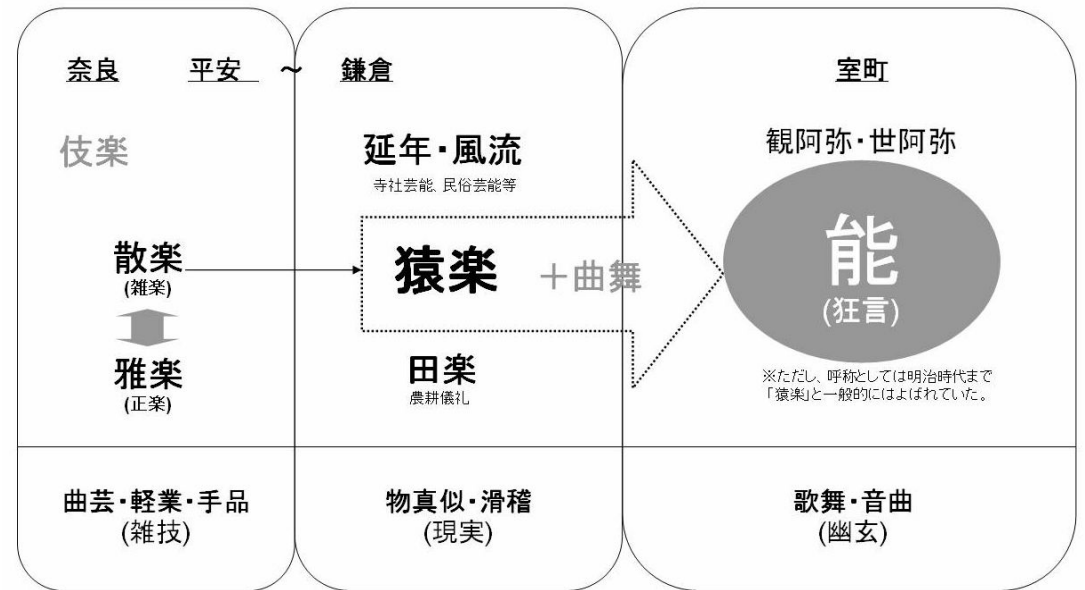 奈良 平安 ～ 鎌倉
室町
伎楽
散楽
(雑楽)
雅楽
(正楽)
延年・風流
寺社芸能、民俗芸能等
猿楽 ＋曲舞
田楽
農耕儀礼
観阿弥・世阿弥
能
(狂言)
※ただし、呼称としては明治時代まで
「猿楽」と一般的にはよばれていた。
曲芸・軽業・手品
(雑技)
物真似・滑稽
(現実)
歌舞・音曲
(幽玄)